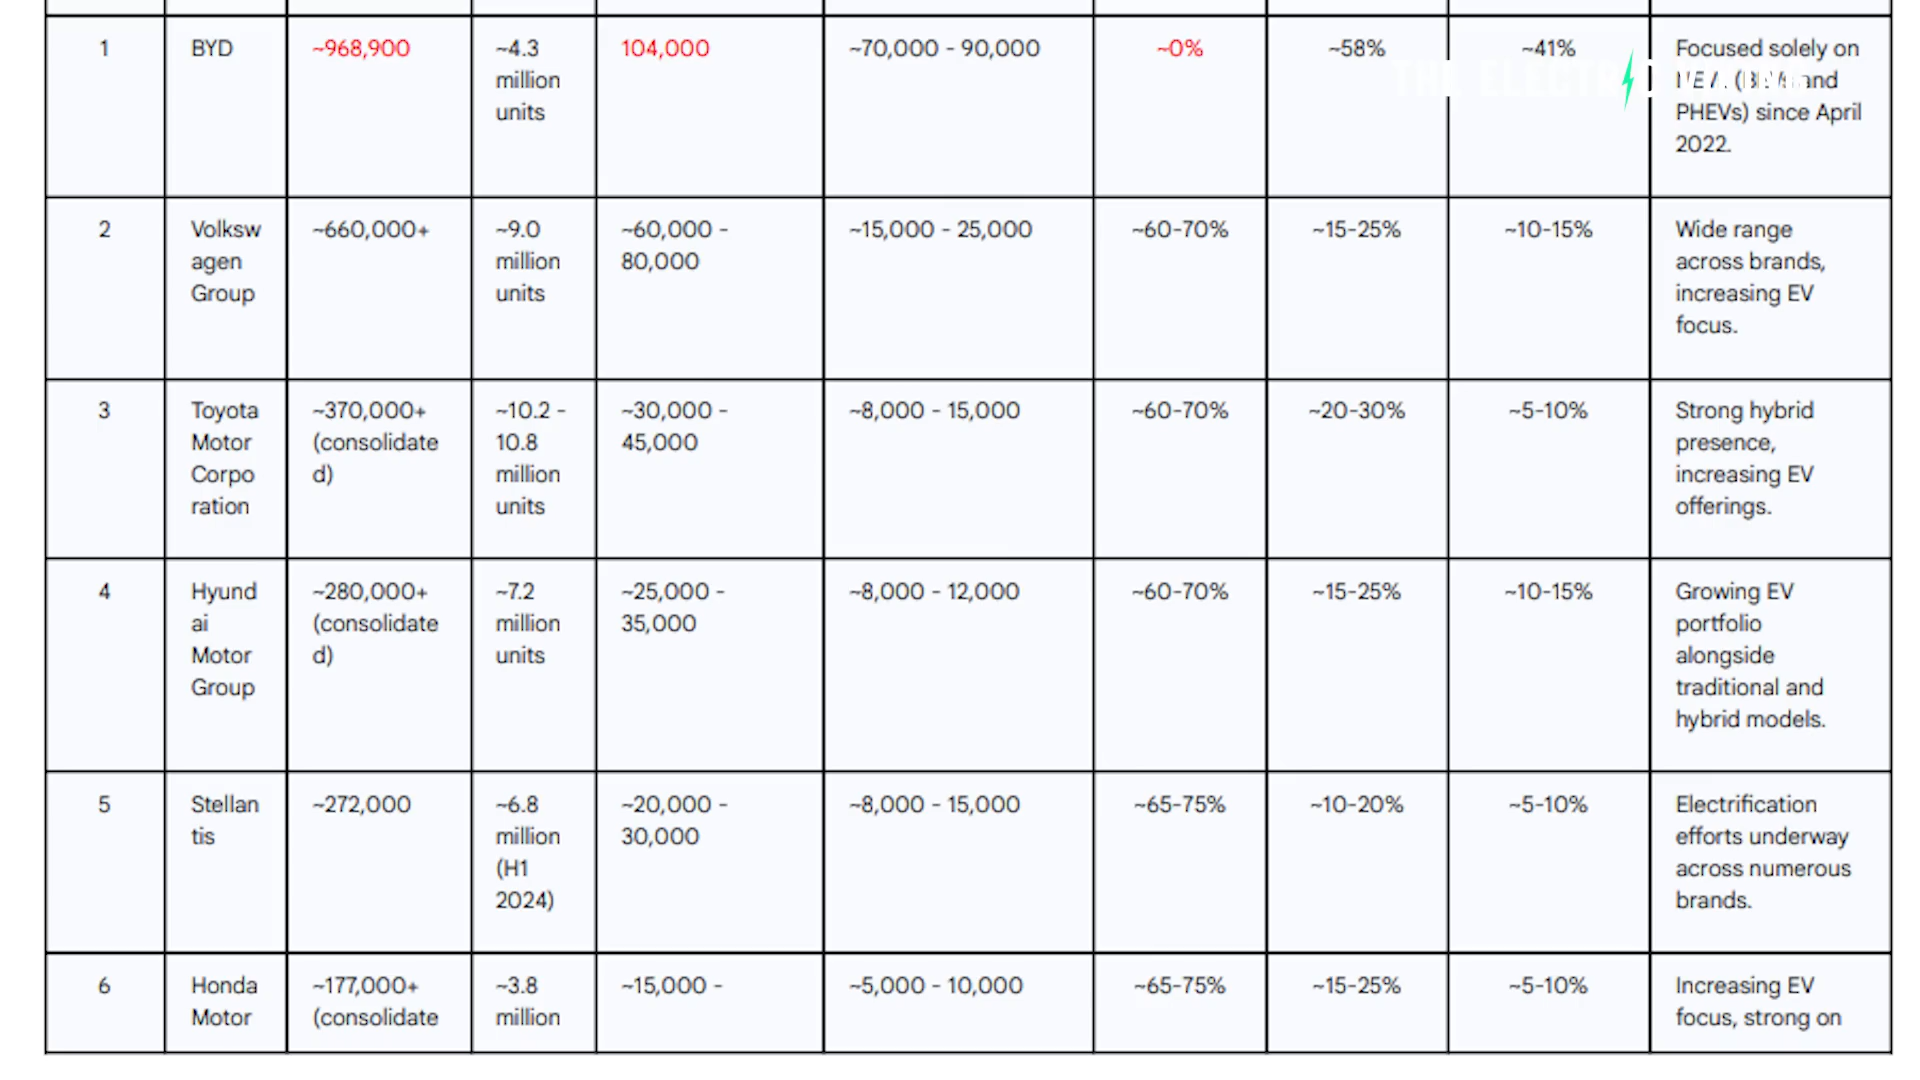 1 BYD ~968,900 ~4.3 million units 104,000 ~70,000 - 90,000 ~0% ~58% ~41% Focused solely on (BEVs and PHEVs) since April 2022.
THE ELECTRIC
2 Volksw agen Group ~660,000+ ~9.0 million units ~60,000 - 80,000 ~15,000 - 25,000 ~60-70% ~15-25% ~10-15% Wide range across brands, increasing EV focus.
3 Toyota Motor Corpo ration ~370,000+ (consolidate d) ~10.2 - 10.8 million units ~30,000 - 45,000 ~8,000 - 15,000 ~60-70% ~20-30% ~5-10% Strong hybrid presence, increasing EV offerings.
4 Hyund ai Motor Group ~280,000+ (consolidate d) ~7.2 million units ~25,000 - 35,000 ~8,000 - 12,000 ~60-70% ~15-25% ~10-15% Growing EV portfolio alongside traditional and hybrid models.
5 Stellan tis ~272,000 ~6.8 million (H1 2024) ~20,000 - 30,000 ~8,000 - 15,000 ~65-75% ~10-20% ~5-10% Electrification efforts underway across numerous brands.
6 Honda Motor ~177,000+ (consolidate ~3.8 million ~15,000 - ~5,000 - 10,000 ~65-75% ~15-25% ~5-10% Increasing EV focus, strong on